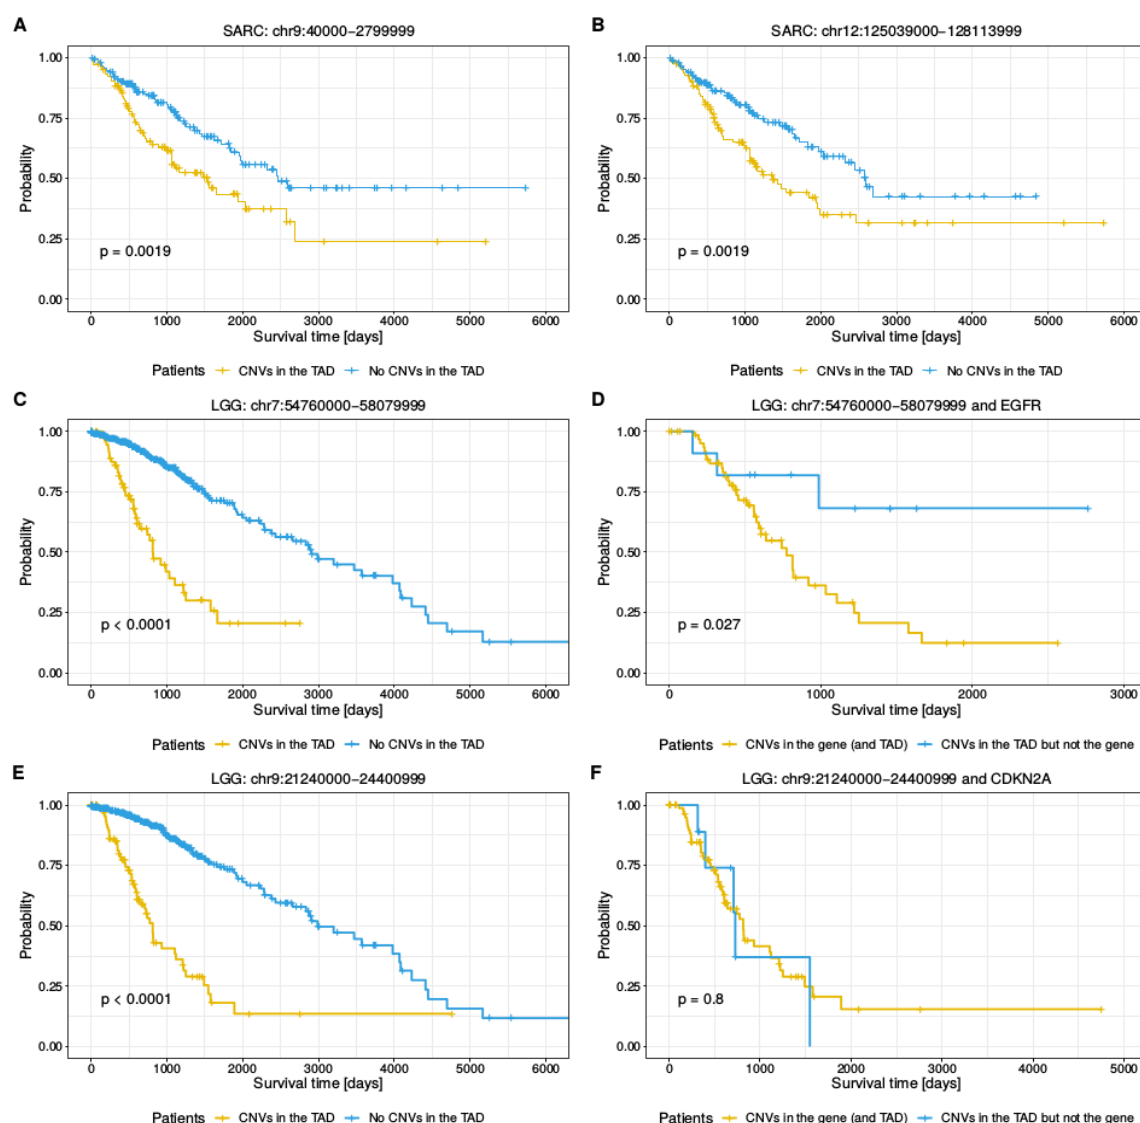 A
SARC: chr9:40000−2799999
1.00
0.75
0.50
0.25
0.00
Probability
p = 0.0019
0 1000 2000 3000 4000 5000 6000
Survival time [days]
Patients CNVs in the TAD No CNVs in the TAD
B
SARC: chr12:125039000−128113999
1.00
0.75
0.50
0.25
0.00
Probability
p = 0.0019
0 1000 2000 3000 4000 5000 6000
Survival time [days]
Patients CNVs in the TAD No CNVs in the TAD
C
LGG: chr7:54760000−58079999
1.00
0.75
0.50
0.25
0.00
Probability
p < 0.0001
0 1000 2000 3000 4000 5000 6000
Survival time [days]
Patients CNVs in the TAD No CNVs in the TAD
D
LGG: chr7:54760000−58079999 and EGFR
1.00
0.75
0.50
0.25
0.00
Probability
p = 0.027
0 1000 2000 3000
Survival time [days]
Patients CNVs in the gene (and TAD) CNVs in the TAD but not the gene
E
LGG: chr9:21240000−24400999
1.00
0.75
0.50
0.25
0.00
Probability
p < 0.0001
0 1000 2000 3000 4000 5000 6000
Survival time [days]
Patients CNVs in the TAD No CNVs in the TAD
F
LGG: chr9:21240000−24400999 and CDKN2A
1.00
0.75
0.50
0.25
0.00
Probability
p = 0.8
0 1000 2000 3000 4000 5000
Survival time [days]
Patients CNVs in the gene (and TAD) CNVs in the TAD but not the gene